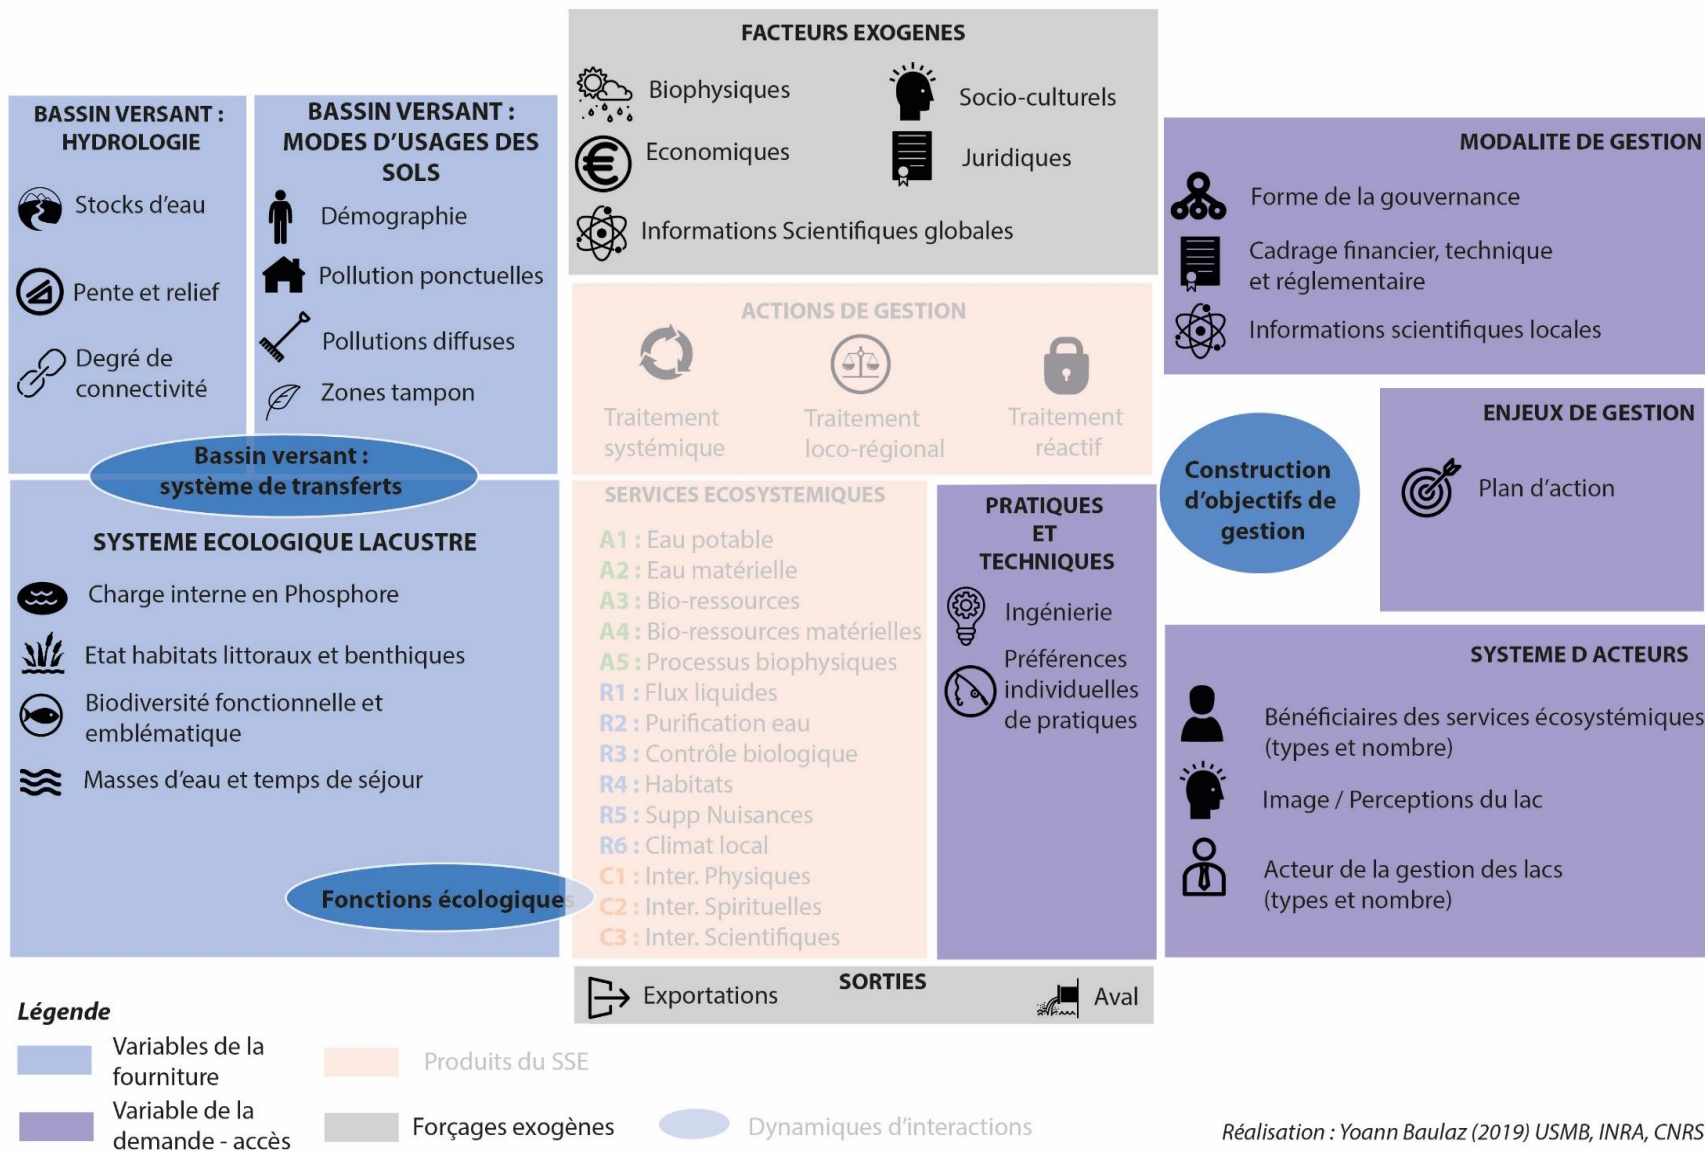 FACTEURS EXOGENES
Biophysiques
Socio-culturels
Economiques
Juridiques
Informations Scientifiques globales
BASSIN VERSANT :
HYDROLOGIE
Stocks d'eau
Pente et relief
Degré de
connectivité
BASSIN VERSANT :
MODES D'USAGES DES
SOLS
Démographie
Pollution ponctuelles
Pollutions diffuses
Zones tampon
Bassin versant :
système de transferts
ACTIONS DE GESTION
Traitement
systémique
Traitement
loco-régional
Traitement
réactif
MODALITE DE GESTION
Forme de la gouvernance
Cadrage financier, technique
et réglementaire
Informations scientifiques locales
SYSTEME ECOLOGIQUE LACUSTRE
Charge interne en Phosphore
Etat habitats littoraux et benthiques
Biodiversité fonctionnelle et
emblématique
Masses d'eau et temps de séjour
Fonctions écologiques
SERVICES ECOSYSTEMIQUES
A1 : Eau potable
A2 : Eau matérielle
A3 : Bio-ressources
A4 : Bio-ressources matérielles
A5 : Processus biophysiques
R1 : Flux liquides
R2 : Purification eau
R3 : Contrôle biologique
R4 : Habitats
R5 : Supp Nuisances
R6 : Climat local
C1 : Inter. Physiques
C2 : Inter. Spirituelles
C3 : Inter. Scientifiques
PRATIQUES
ET
TECHNIQUES
Ingénierie
Préférences
individuelles
de pratiques
Construction
d'objectifs de
gestion
ENJEUX DE GESTION
Plan d'action
SYSTEME D ACTEURS
Bénéficiaires des services écosystémiques
(types et nombre)
Image / Perceptions du lac
Acteur de la gestion des lacs
(types et nombre)
SORTIES
Exportations
Aval
Légende
Variables de la
fourniture
Variable de la
demande - accès
Produits du SSE
Forçages exogènes
Dynamiques d'interactions
Réalisation : Yoann Baulaz (2019) USMB, INRA, CNRS